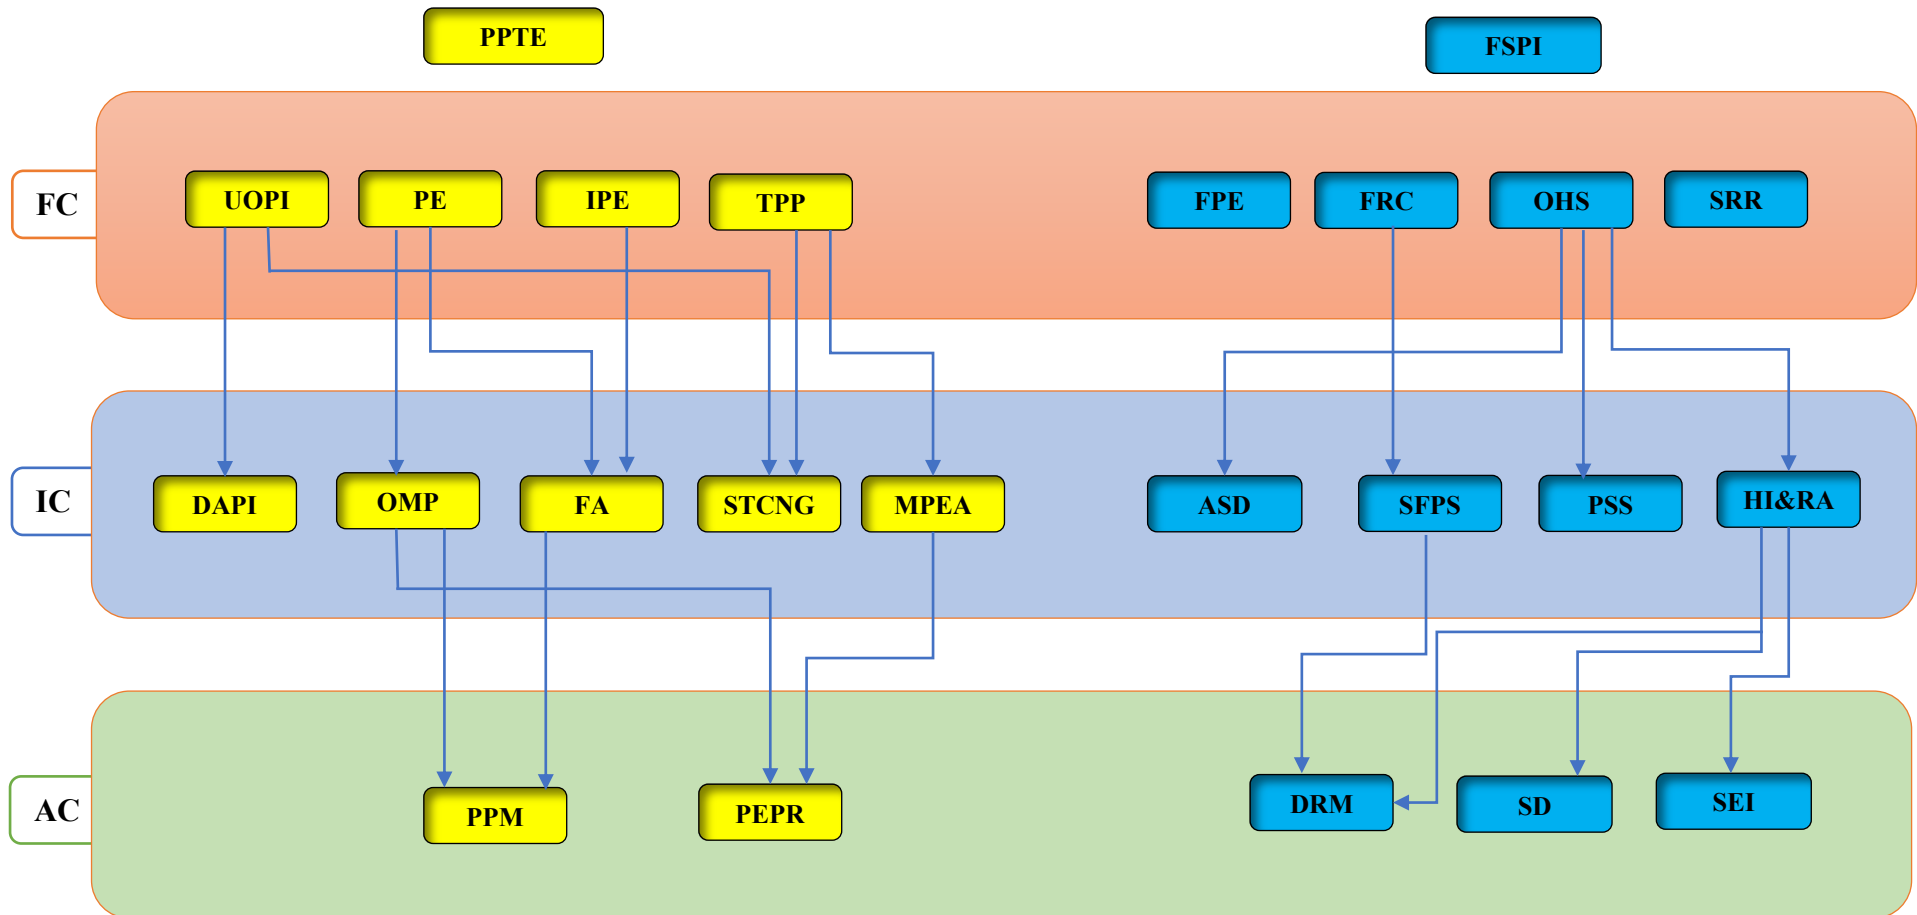 PPTE
FSPI
FC
UOPI
PE
IPE
TPP
FPE
FRC
OHS
SRR
IC
DAPI
OMP
FA
STCNG
MPEA
ASD
SFPS
PSS
HI&RA
AC
PPM
PEPR
DRM
SD
SEI